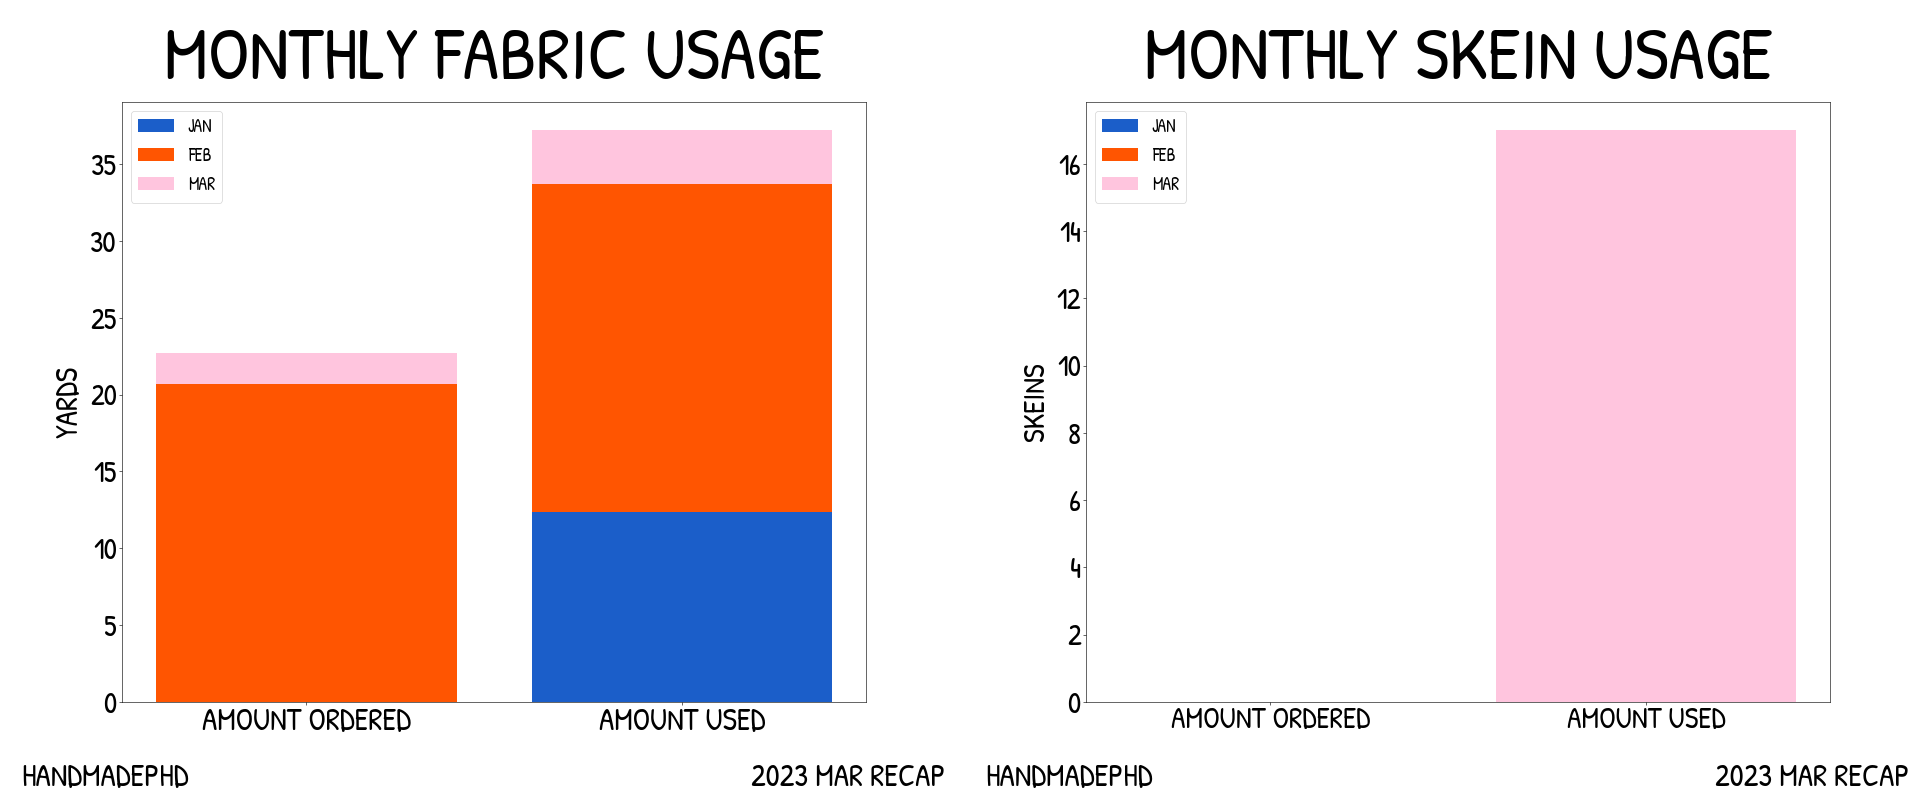 MONTHLY FABRIC USAGE
JAN
FEB
MAR
35
30
25
20
15
10
5
0
YARDS
AMOUNT ORDERED
AMOUNT USED
HANDMADEPHD
2023 MAR RECAP
MONTHLY SKEIN USAGE
JAN
FEB
MAR
16
14
12
10
8
6
4
2
0
SKEINS
AMOUNT ORDERED
AMOUNT USED
HANDMADEPHD
2023 MAR RECAP